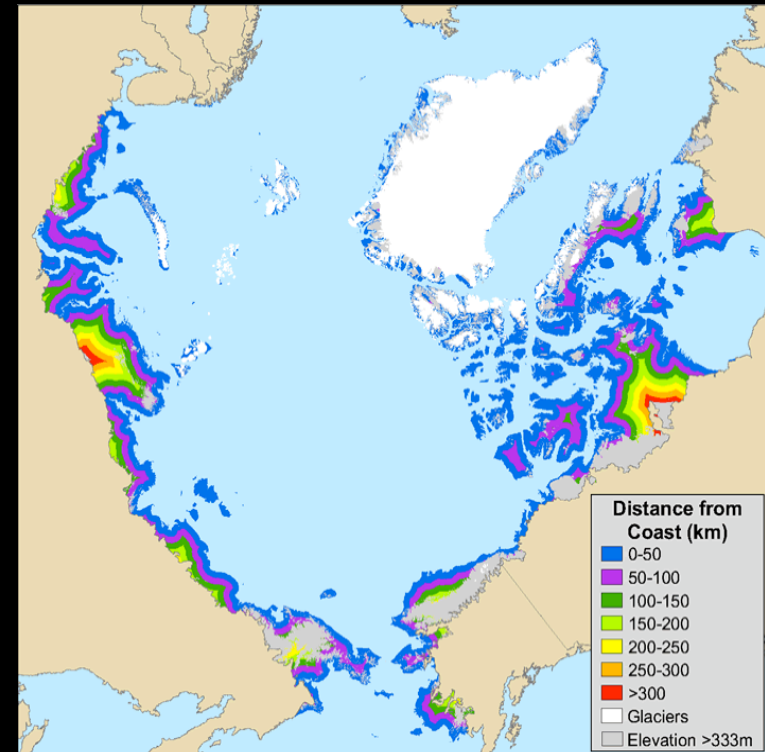 Distance from
Coast (km)
0-50
50-100
100-150
150-200
200-250
250-300
>300
Glaciers
Elevation >333m